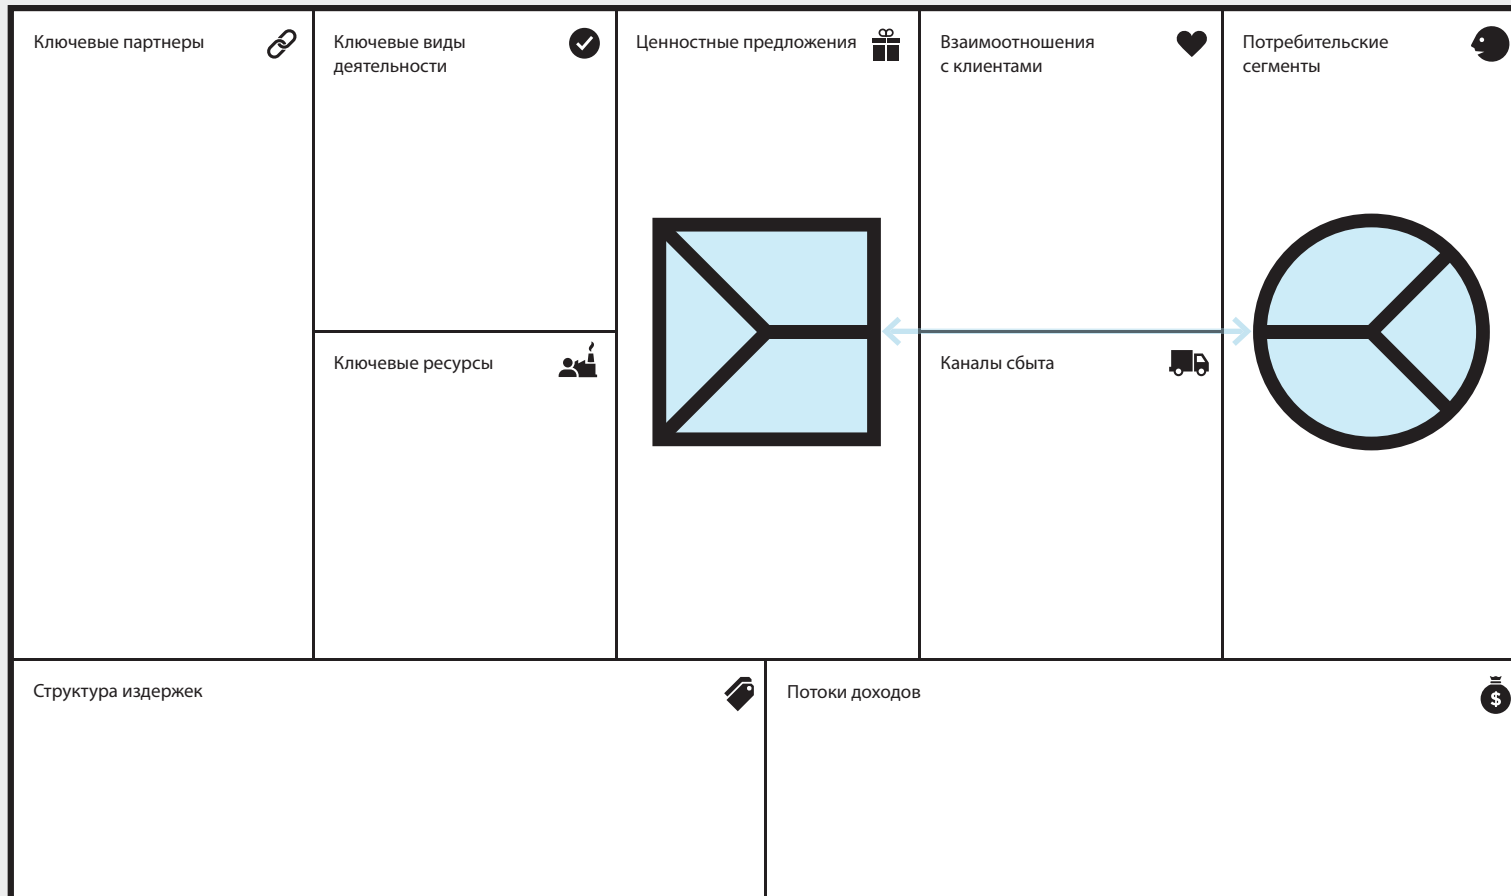 Ключевые партнеры
Ключевые виды
деятельности
Ценностные предложения
Взаимоотношения
с клиентами
Потребительские
сегменты
Ключевые ресурсы
Каналы сбыта
Структура издержек
Потоки доходов
$